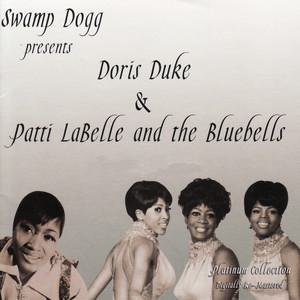 Swamp Dogg
presents
Doris Duke
&
Patti LaBelle and the Bluebells
Platinum Collection
Digitally Re-Mastered